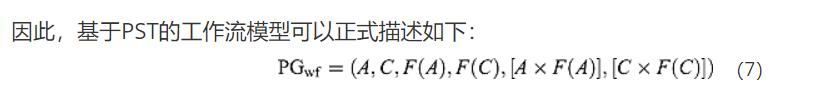 因此，基于PST的工作流模型可以正式描述如下：
PGwf = (A, C, F(A), F(C), [A × F(A)], [C × F(C)]) (7)